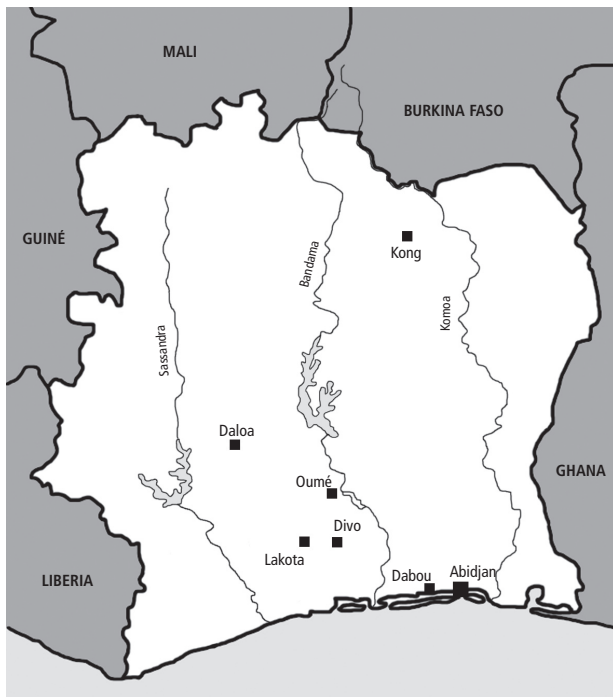 MALI
BURKINA FASO
GUINÉ
Kong
Bandama
Komoa
Sassandra
Daloa
Oumé
GHANA
Divo
Lakota
Dabou
Abidjan
LIBERIA